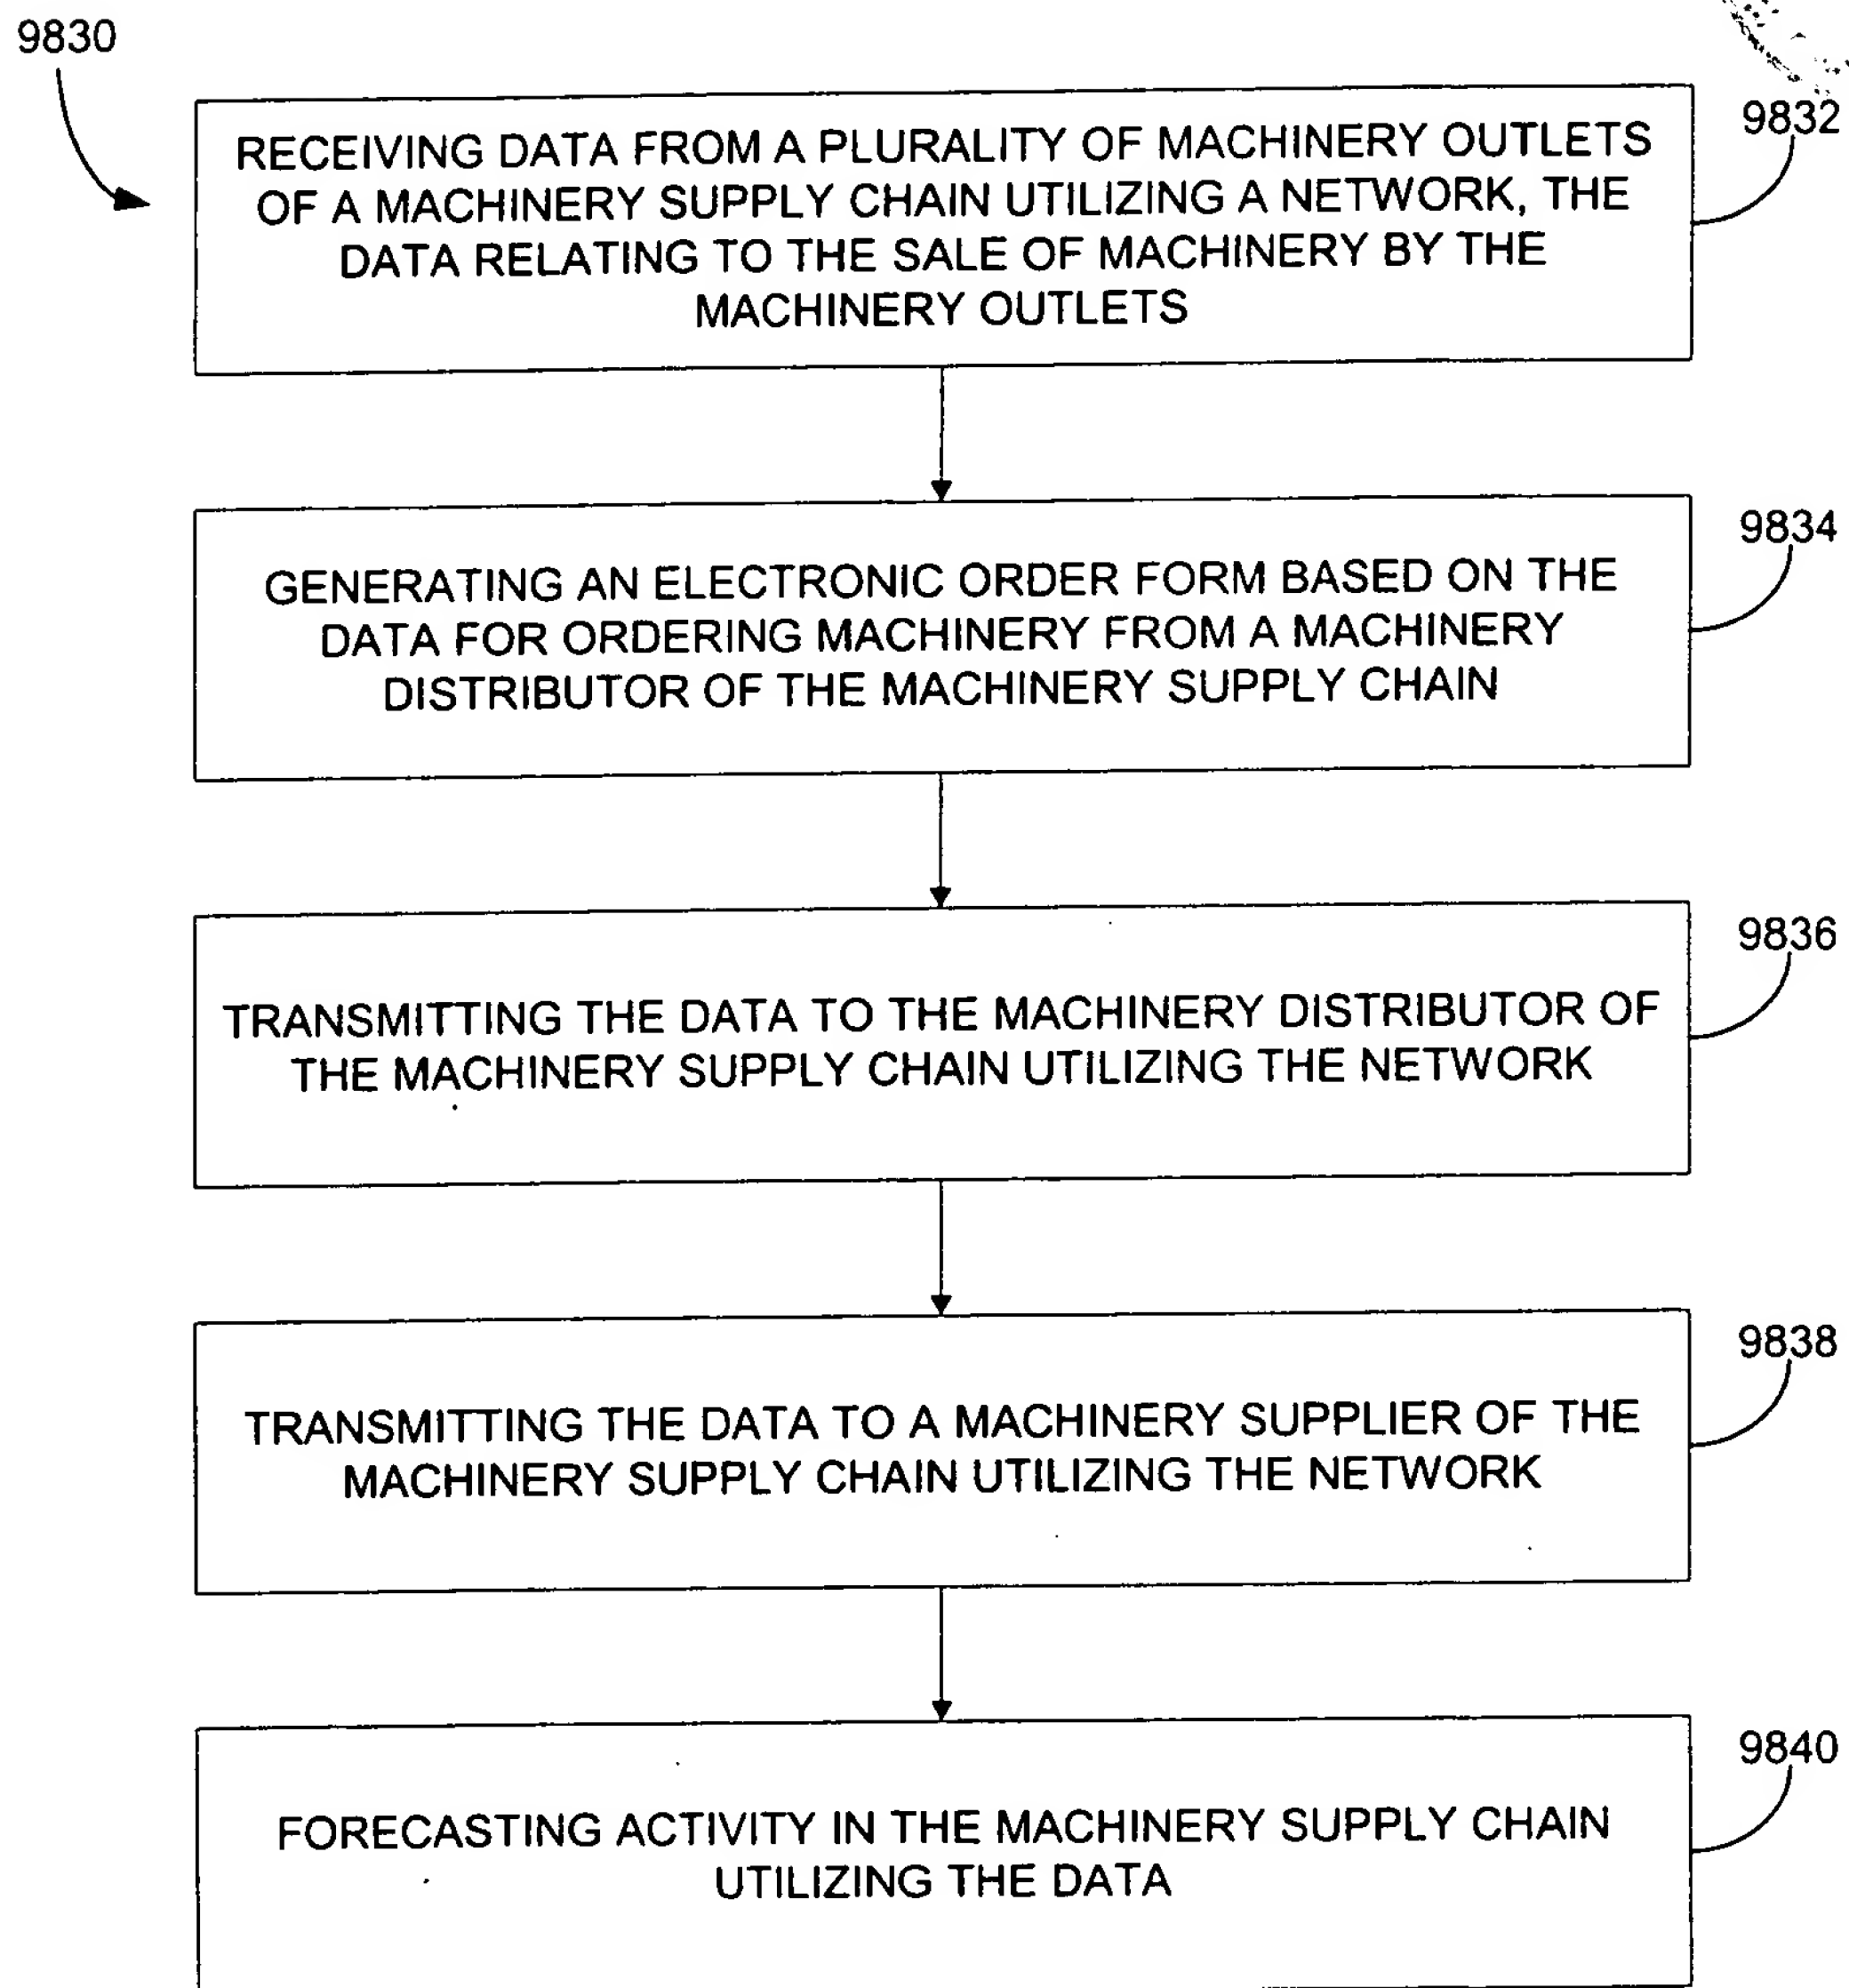 9830
9832
RECEIVING DATA FROM A PLURALITY OF MACHINERY OUTLETS
OF A MACHINERY SUPPLY CHAIN UTILIZING A NETWORK, THE
DATA RELATING TO THE SALE OF MACHINERY BY THE
MACHINERY OUTLETS
9834
GENERATING AN ELECTRONIC ORDER FORM BASED ON THE
DATA FOR ORDERING MACHINERY FROM A MACHINERY
DISTRIBUTOR OF THE MACHINERY SUPPLY CHAIN
9836
TRANSMITTING THE DATA TO THE MACHINERY DISTRIBUTOR OF
THE MACHINERY SUPPLY CHAIN UTILIZING THE NETWORK
9838
TRANSMITTING THE DATA TO A MACHINERY SUPPLIER OF THE
MACHINERY SUPPLY CHAIN UTILIZING THE NETWORK
9840
FORECASTING ACTIVITY IN THE MACHINERY SUPPLY CHAIN
UTILIZING THE DATA